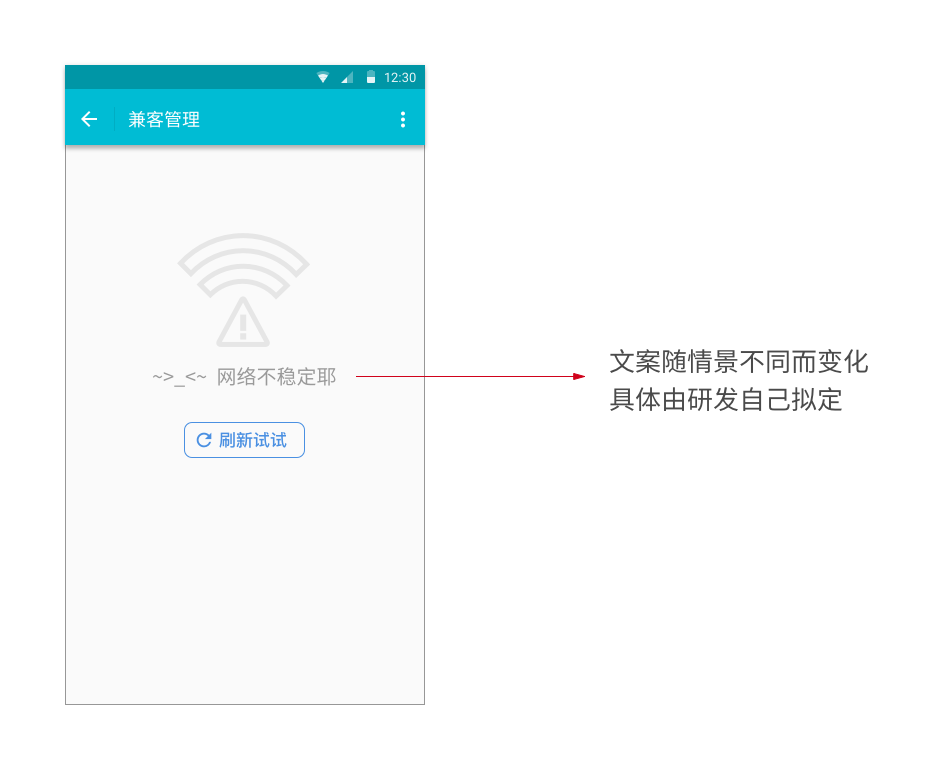 12:30
兼客管理
~>_<~ 网络不稳定耶
刷新试试
文案随情景不同而变化
具体由研发自己拟定